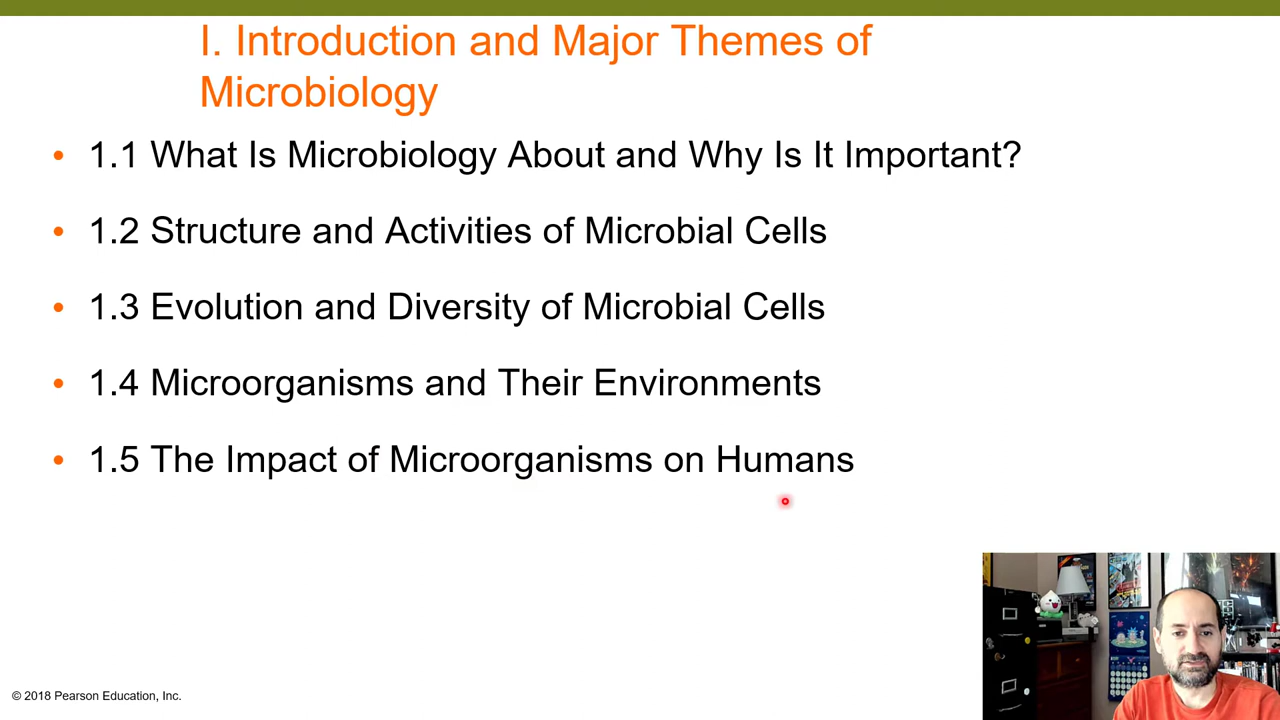 I. Introduction and Major Themes of
Microbiology
• 1.1 What Is Microbiology About and Why Is It Important?
• 1.2 Structure and Activities of Microbial Cells
• 1.3 Evolution and Diversity of Microbial Cells
• 1.4 Microorganisms and Their Environments
• 1.5 The Impact of Microorganisms on Humans
© 2018 Pearson Education, Inc.